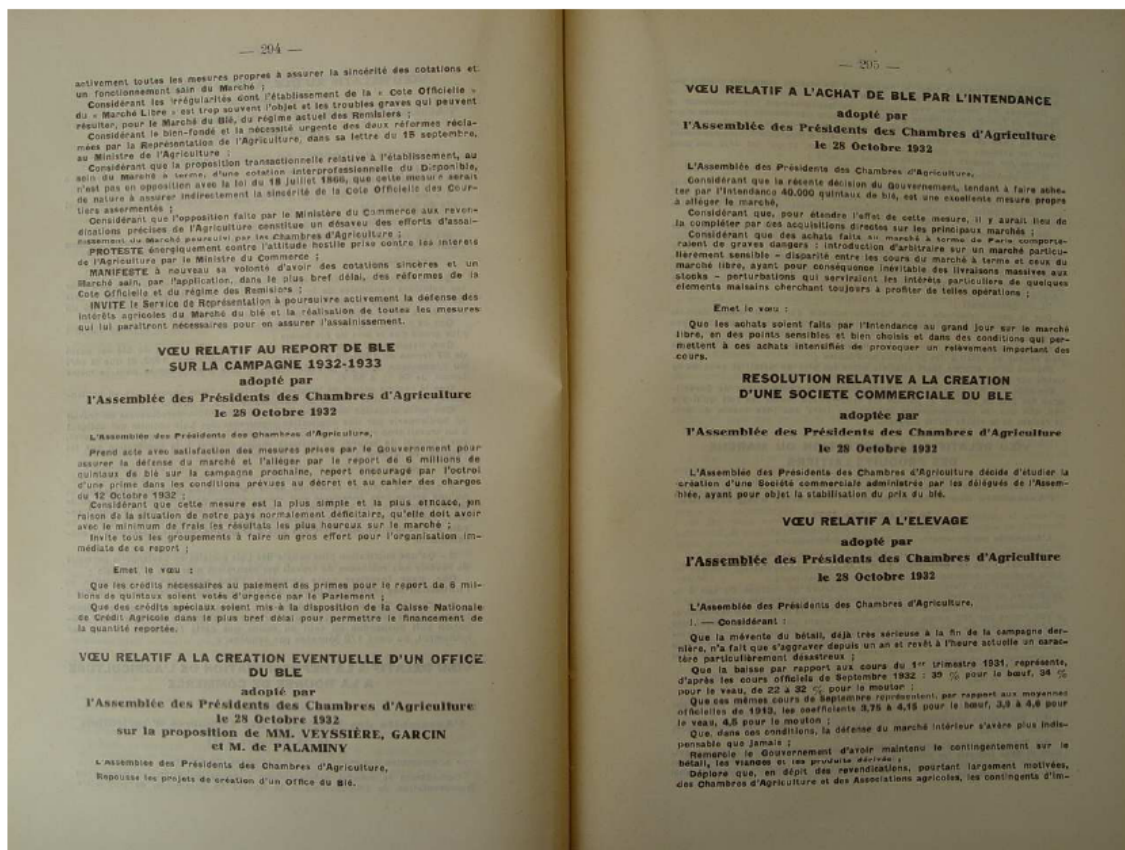 — 294 —
activement toutes les mesures propres à assurer la sincérité des cotations et
un fonctionnement sain du Marché ;
Considérant les irrégularités dont l'établissement de la « Cote Officielle »
du « Marché Libre » est trop souvent l'objet et les troubles graves qui peuvent
résulter, pour le Marché du Blé, du régime actuel des Remisiers ;
Considérant le bien-fondé et la nécessité urgente des deux réformes récla-
mées par la Représentation de l'Agriculture, dans sa lettre du 15 septembre,
au Ministre de l'Agriculture ;
Considérant que la proposition transactionnelle relative à l'établissement, au
sein du Marché à terme, d'une cotation interprofessionnelle du Disponible,
n'est pas en opposition avec la loi du 18 juillet 1866, que cette mesure serait
de nature à assurer indirectement la sincérité de la Cote Officielle des Cour-
tiers assermentés ;
Considérant que l'opposition faite par le Ministère du Commerce aux reven-
dications précises de l'Agriculture constitue un désaveu des efforts d'assai-
nissement du Marché poursuivi par les Chambres d'Agriculture ;
PROTESTE énergiquement contre l'attitude hostile prise contre les intérêts
de l'Agriculture par le Ministre du Commerce ;
MANIFESTE à nouveau sa volonté d'avoir des cotations sincères et un
Marché sain, par l'application, dans le plus bref délai, des réformes de la
Cote Officielle et du régime des Remisiers ;
INVITE le Service de Représentation à poursuivre activement la défense des
intérêts agricoles du Marché du blé et la réalisation de toutes les mesures
qui lui paraîtront nécessaires pour en assurer l'assainissement.
VŒU RELATIF AU REPORT DE BLE
SUR LA CAMPAGNE 1932-1933
adopté par
l'Assemblée des Présidents des Chambres d'Agriculture
le 28 Octobre 1932
L'Assemblée des Présidents des Chambres d'Agriculture,
Prend acte avec satisfaction des mesures prises par le Gouvernement pour
assurer la défense du marché et l'alléger par le report de 6 millions de
quintaux de blé sur la campagne prochaine, report encouragé par l'octroi
d'une prime dans les conditions prévues au décret et au cahier des charges
du 12 Octobre 1932 ;
Considérant que cette mesure est la plus simple et la plus efficace, en
raison de la situation de notre pays normalement déficitaire, qu'elle doit avoir
avec le minimum de frais les résultats les plus heureux sur le marché ;
Invite tous les groupements à faire un gros effort pour l'organisation im-
médiate de ce report ;
Emet le vœu :
Que les crédits nécessaires au paiement des primes pour le report de 6 mil-
lions de quintaux soient votés d'urgence par le Parlement ;
Que des crédits spéciaux soient mis à la disposition de la Caisse Nationale
de Crédit Agricole dans le plus bref délai pour permettre le financement de
la quantité reportée.
VŒU RELATIF A LA CREATION EVENTUELLE D'UN OFFICE
DU BLE
adopté par
l'Assemblée des Présidents des Chambres d'Agriculture
le 28 Octobre 1932
sur la proposition de MM. VEYSSIÈRE, GARCIN
et M. de PALAMINY
L'Assemblée des Présidents des Chambres d'Agriculture,
Repousse les projets de création d'un Office du Blé.
— 295 —
VŒU RELATIF A L'ACHAT DE BLE PAR L'INTENDANCE
adopté par
l'Assemblée des Présidents des Chambres d'Agriculture
le 28 Octobre 1932
L'Assemblée des Présidents des Chambres d'Agriculture,
Considérant que la récente décision du Gouvernement, tendant à faire ache-
ter par l'Intendance 40.000 quintaux de blé, est une excellente mesure propre
à alléger le marché,
Considérant que, pour étendre l'effet de cette mesure, il y aurait lieu de
la compléter par des acquisitions directes sur les principaux marchés ;
Considérant que des achats faits au marché à terme de Paris comporte-
raient de graves dangers : introduction d'arbitraire sur un marché particu-
lièrement sensible - disparité entre les cours du marché à terme et ceux du
marché libre, ayant pour conséquence inévitable des livraisons massives aux
stocks - perturbations qui serviraient les intérêts particuliers de quelques
éléments malsains cherchant toujours à profiter de telles opérations ;
Emet le vœu :
Que les achats soient faits par l'Intendance au grand jour sur le marché
libre, en des points sensibles et bien choisis et dans des conditions qui per-
mettent à ces achats intensifiés de provoquer un relèvement important des
cours.
RESOLUTION RELATIVE A LA CREATION
D'UNE SOCIETE COMMERCIALE DU BLE
adoptée par
l'Assemblée des Présidents des Chambres d'Agriculture
le 28 Octobre 1932
L'Assemblée des Présidents des Chambres d'Agriculture décide d'étudier la
création d'une Société commerciale administrée par les délégués de l'Assem-
blée, ayant pour objet la stabilisation du prix du blé.
VŒU RELATIF A L'ELEVAGE
adopté par
l'Assemblée des Présidents des Chambres d'Agriculture
le 28 Octobre 1932
L'Assemblée des Présidents des Chambres d'Agriculture,
I. — Considérant :
Que la mévente du bétail, déjà très sérieuse à la fin de la campagne der-
nière, n'a fait que s'aggraver depuis un an et revêt à l'heure actuelle un carac-
tère particulièrement désastreux ;
Que la baisse par rapport aux cours du 1er trimestre 1931, représente,
d'après les cours officiels de Septembre 1932 : 39 % pour le bœuf, 34 %
pour le veau, de 22 à 32 % pour le mouton ;
Que ces mêmes cours de Septembre représentent, par rapport aux moyennes
officielles de 1913, les coefficients 3,75 à 4,15 pour le bœuf, 3,9 à 4,6 pour
le veau, 4,5 pour le mouton ;
Que, dans ces conditions, la défense du marché intérieur s'avère plus indis-
pensable que jamais ;
Remercie le Gouvernement d'avoir maintenu le contingentement sur le
bétail, les viandes et les produits dérivés ;
Déplore que, en dépit des revendications, pourtant largement motivées,
des Chambres d'Agriculture et des Associations agricoles, les contingents d'im-